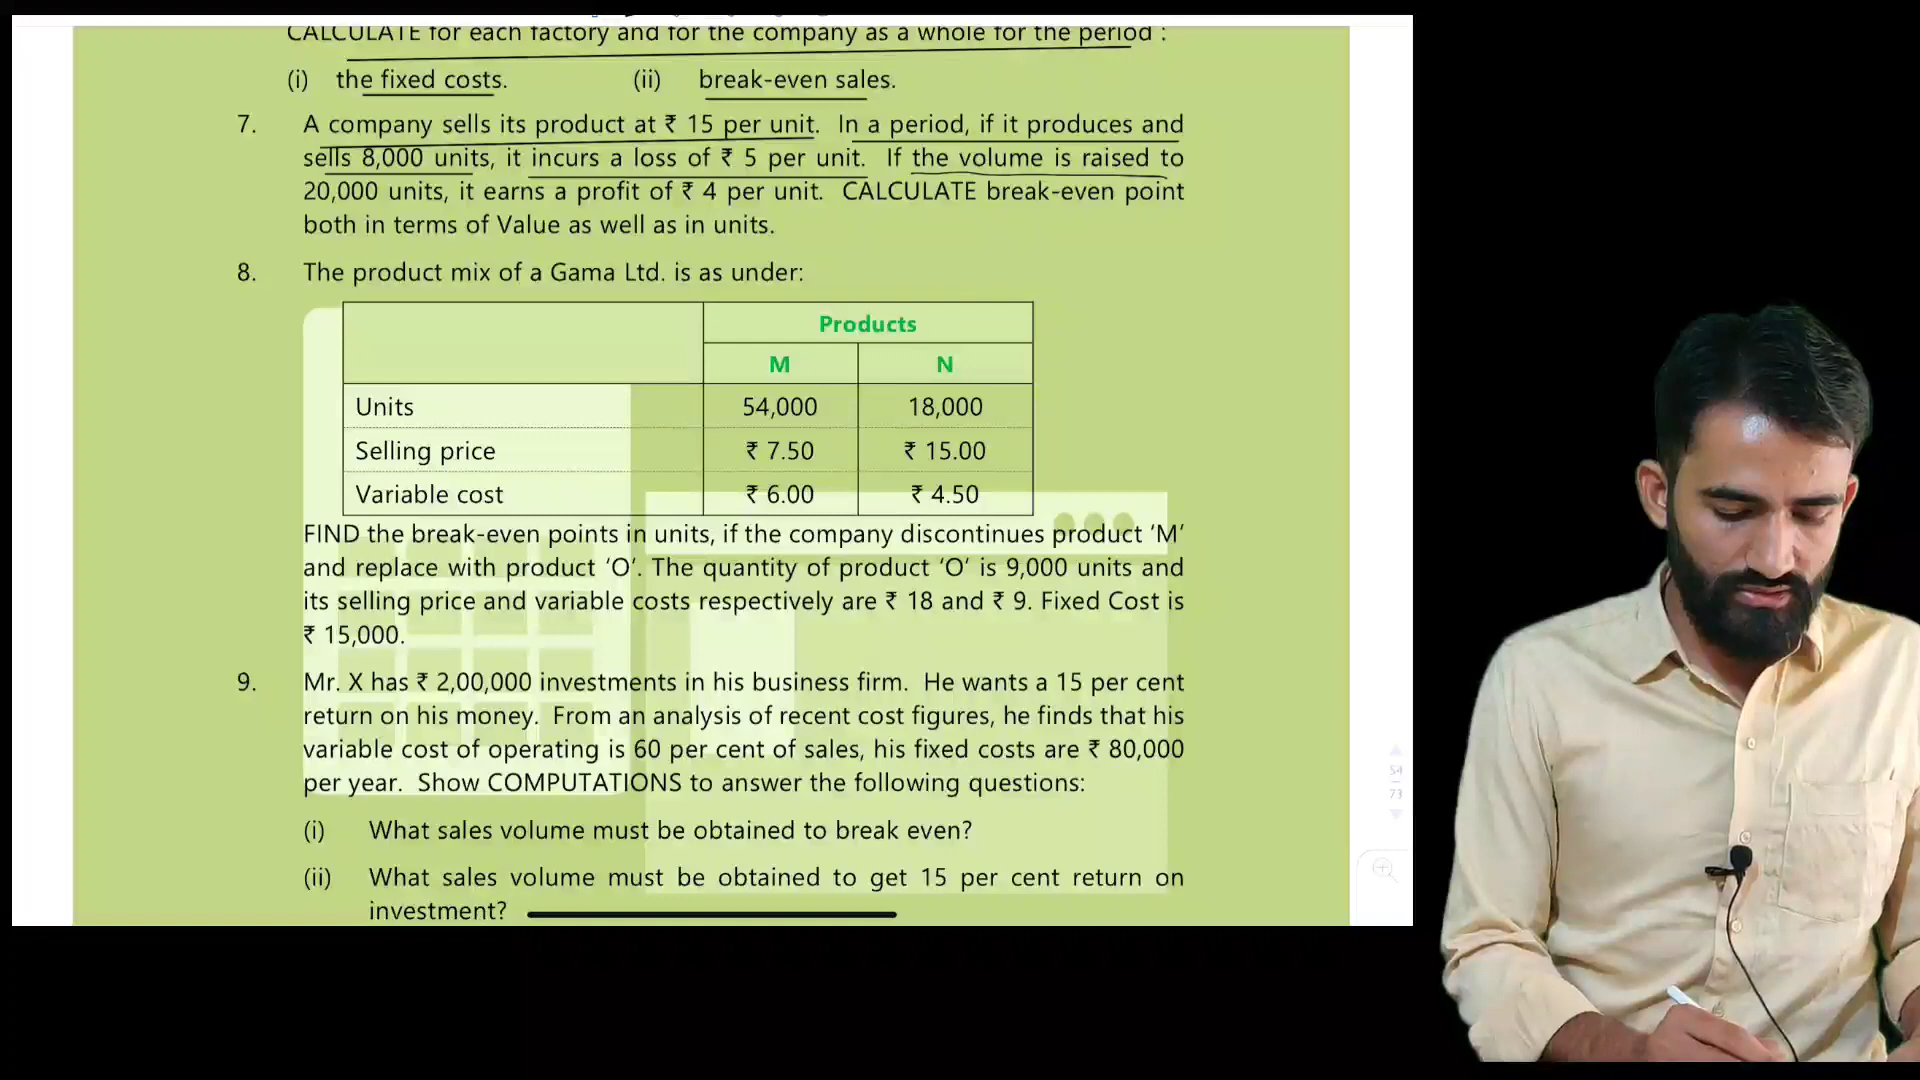 CALCULATE for each factory and for the company as a whole for the period :
(i) the fixed costs. (ii) break-even sales.
7. A company sells its product at ₹ 15 per unit. In a period, if it produces and
sells 8,000 units, it incurs a loss of ₹ 5 per unit. If the volume is raised to
20,000 units, it earns a profit of ₹ 4 per unit. CALCULATE break-even point
both in terms of Value as well as in units.
8. The product mix of a Gama Ltd. is as under:
Products
M N
Units 54,000 18,000
Selling price ₹ 7.50 ₹ 15.00
Variable cost ₹ 6.00 ₹ 4.50
FIND the break-even points in units, if the company discontinues product ‘M’
and replace with product ‘O’. The quantity of product ‘O’ is 9,000 units and
its selling price and variable costs respectively are ₹ 18 and ₹ 9. Fixed Cost is
₹ 15,000.
9. Mr. X has ₹ 2,00,000 investments in his business firm. He wants a 15 per cent
return on his money. From an analysis of recent cost figures, he finds that his
variable cost of operating is 60 per cent of sales, his fixed costs are ₹ 80,000
per year. Show COMPUTATIONS to answer the following questions:
(i) What sales volume must be obtained to break even?
(ii) What sales volume must be obtained to get 15 per cent return on
investment?
54
73